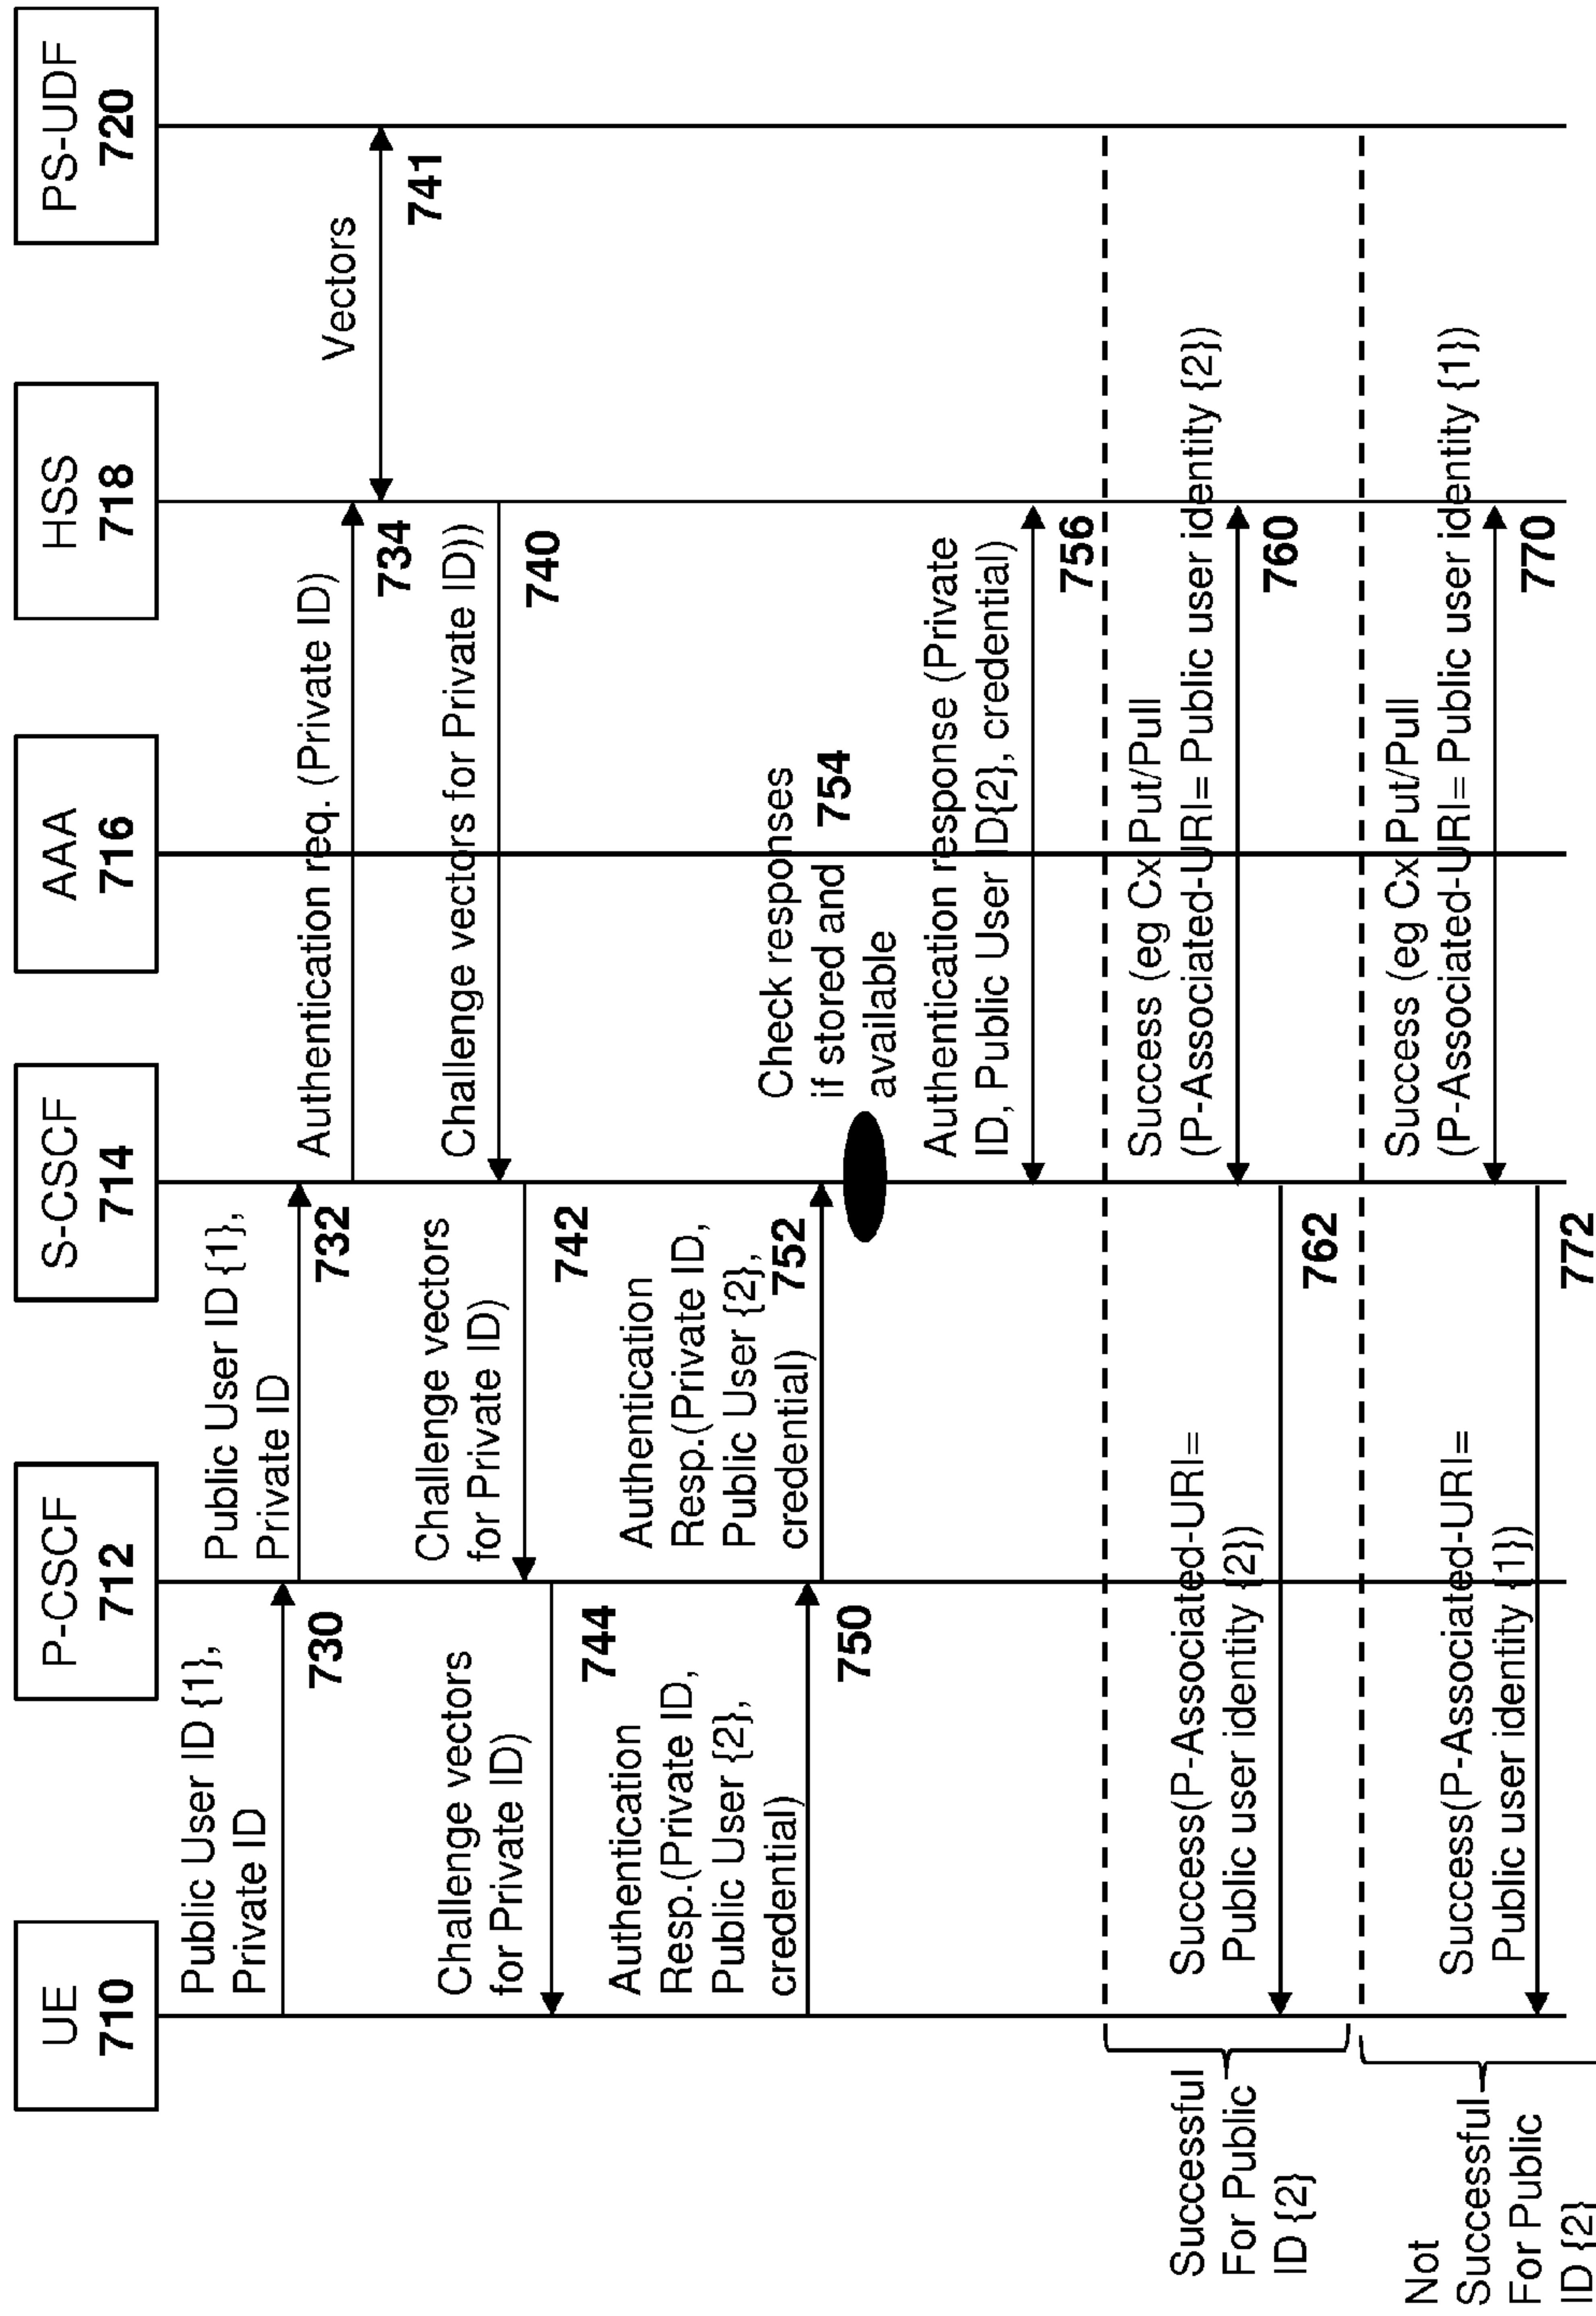 UE
710
P-CSCF
712
S-CSCF
714
AAA
716
HSS
718
PS-UDF
720
Public User ID {1},
Private ID
730
Public User ID {1},
Private ID
732
Authentication req. (Private ID)
734
Vectors
741
Challenge vectors for Private ID))
740
Challenge vectors
for Private ID)
742
Challenge vectors
for Private ID)
744
Authentication
Resp.(Private ID,
Public User {2},
credential)
750
Authentication
Resp.(Private ID,
Public User {2},
credential)
752
Check responses
if stored and
available
754
Authentication response (Private
ID, Public User ID{2}, credential)
756
Successful
For Public
ID {2}
Success (eg Cx Put/Pull
(P-Associated-URI= Public user identity {2})
760
Success(P-Associated-URI=
Public user identity {2})
762
Not
Successful
For Public
ID {2}
Success (eg Cx Put/Pull
(P-Associated-URI= Public user identity {1})
770
Success(P-Associated-URI=
Public user identity {1})
772